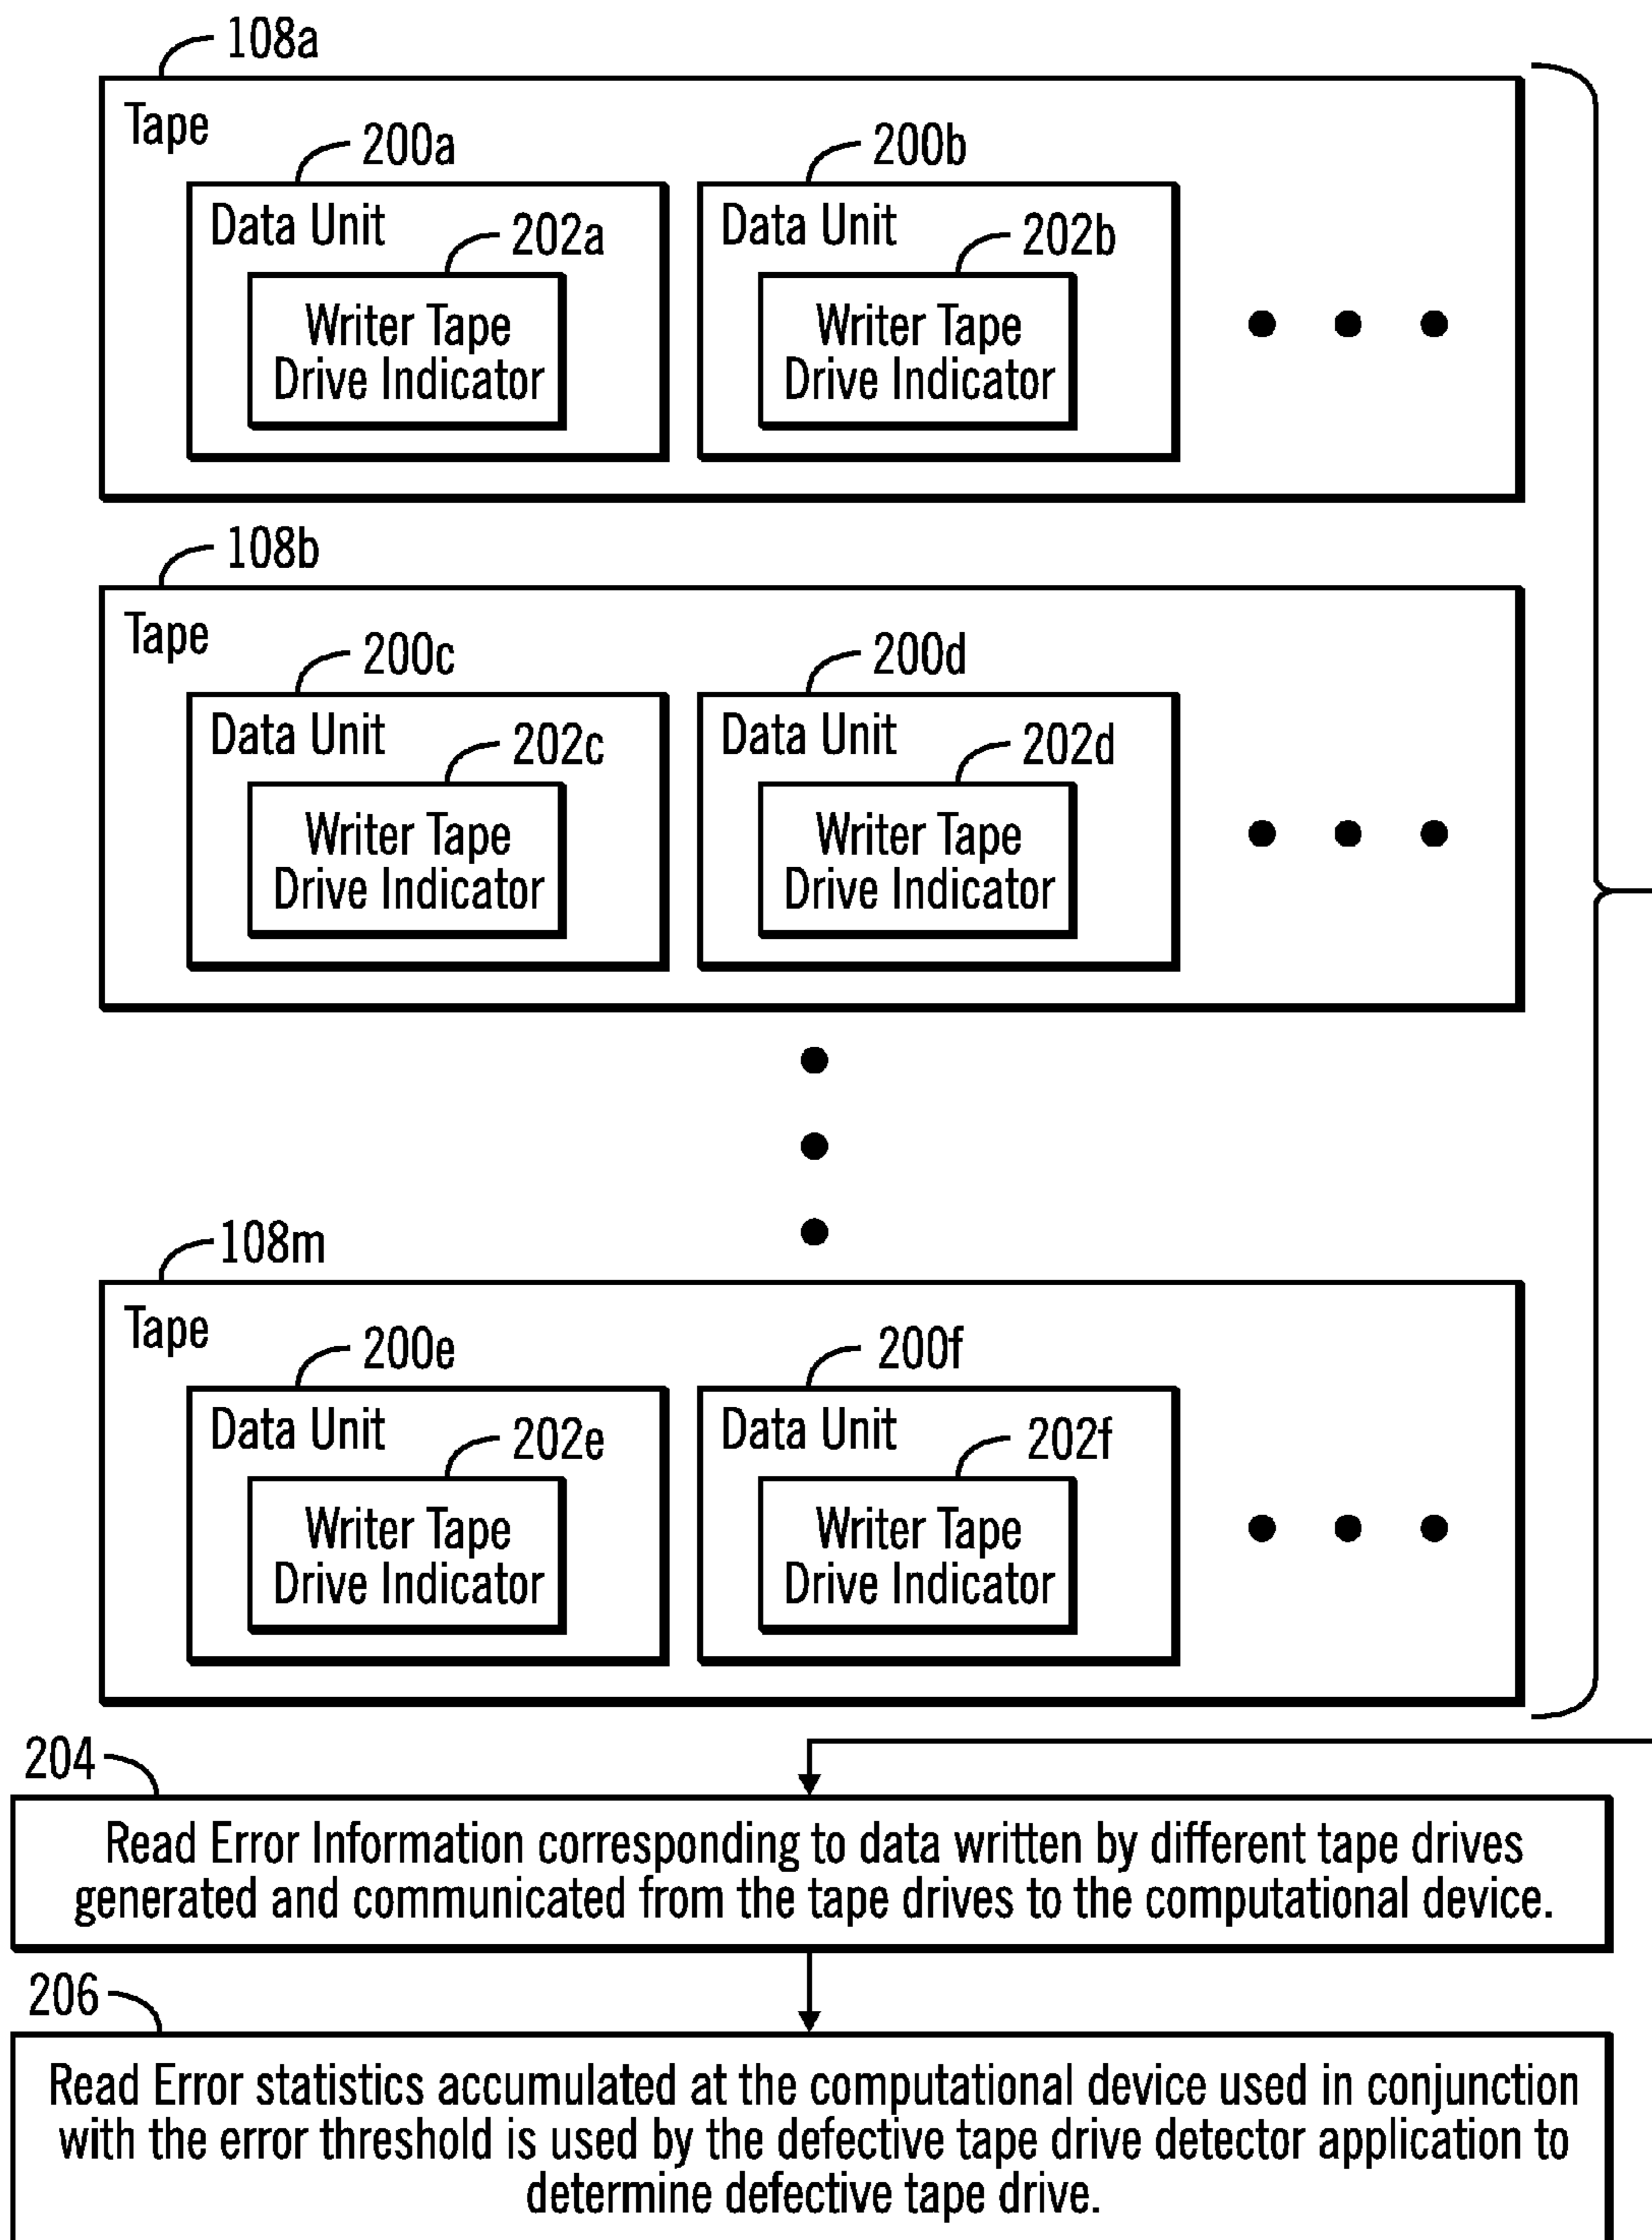 108a
Tape
200a
200b
Data Unit
202a
Data Unit
202b
Writer Tape
Drive Indicator
Writer Tape
Drive Indicator
108b
Tape
200c
200d
Data Unit
202c
Data Unit
202d
Writer Tape
Drive Indicator
Writer Tape
Drive Indicator
108m
Tape
200e
200f
Data Unit
202e
Data Unit
202f
Writer Tape
Drive Indicator
Writer Tape
Drive Indicator
204
Read Error Information corresponding to data written by different tape drives
generated and communicated from the tape drives to the computational device.
206
Read Error statistics accumulated at the computational device used in conjunction
with the error threshold is used by the defective tape drive detector application to
determine defective tape drive.